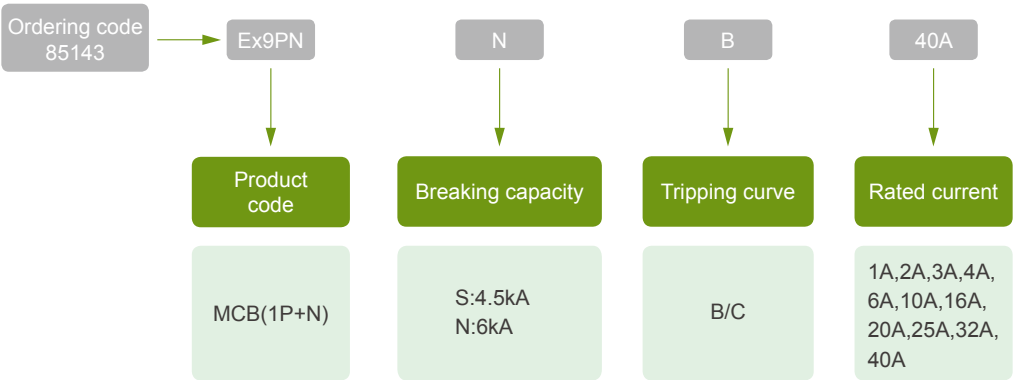 Ordering code
85143
Ex9PN
N
B
40A
Product
code
Breaking capacity
Tripping curve
Rated current
MCB(1P+N)
S:4.5kA
N:6kA
B/C
1A,2A,3A,4A,
6A,10A,16A,
20A,25A,32A,
40A